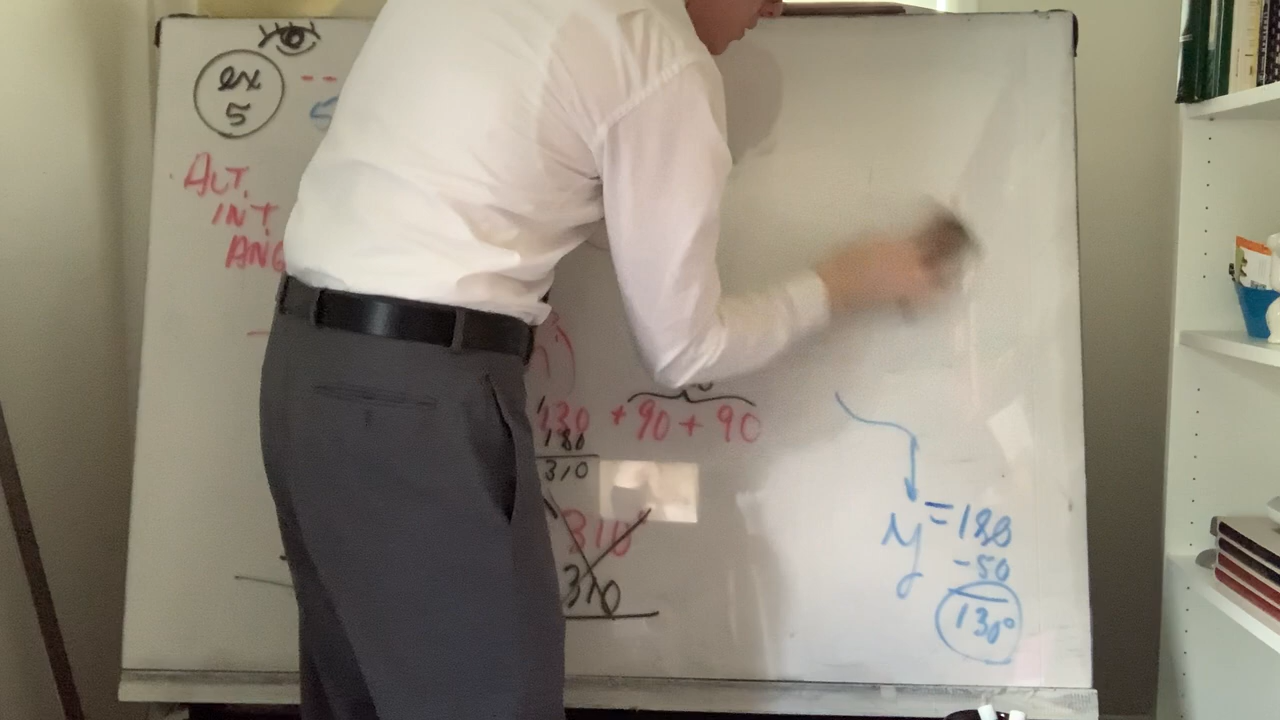 ex
5
ALT.
INT
ANG
130 + 90 + 90
180
310
310
310
y = 180
-50
130°